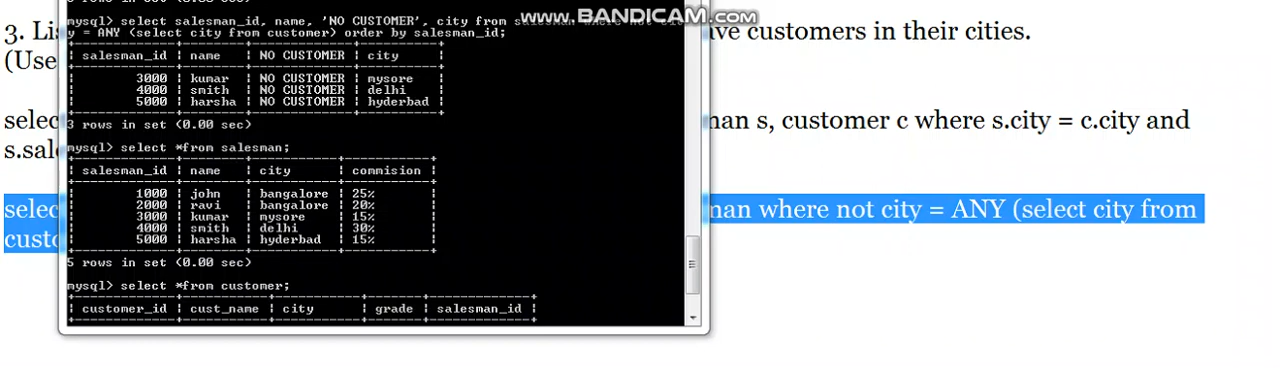 www.BANDICAM.com
3. Lis
ave customers in their cities.
(Use
selec
man s, customer c where s.city = c.city and
s.sal
selec
man where not city = ANY (select city from
custo
mysql> select salesman_id, name, 'NO CUSTOMER', city from salesman where not cit
y = ANY (select city from customer) order by salesman_id;
salesman_id | name | NO CUSTOMER | city
3000 | kumar | NO CUSTOMER | mysore
4000 | smith | NO CUSTOMER | delhi
5000 | harsha | NO CUSTOMER | hyderbad
3 rows in set (0.00 sec)
mysql> select *from salesman;
salesman_id | name | city | commision
1000 | john | bangalore | 25%
2000 | ravi | bangalore | 20%
3000 | kumar | mysore | 15%
4000 | smith | delhi | 30%
5000 | harsha | hyderbad | 15%
5 rows in set (0.00 sec)
mysql> select *from customer;
customer_id | cust_name | city | grade | salesman_id